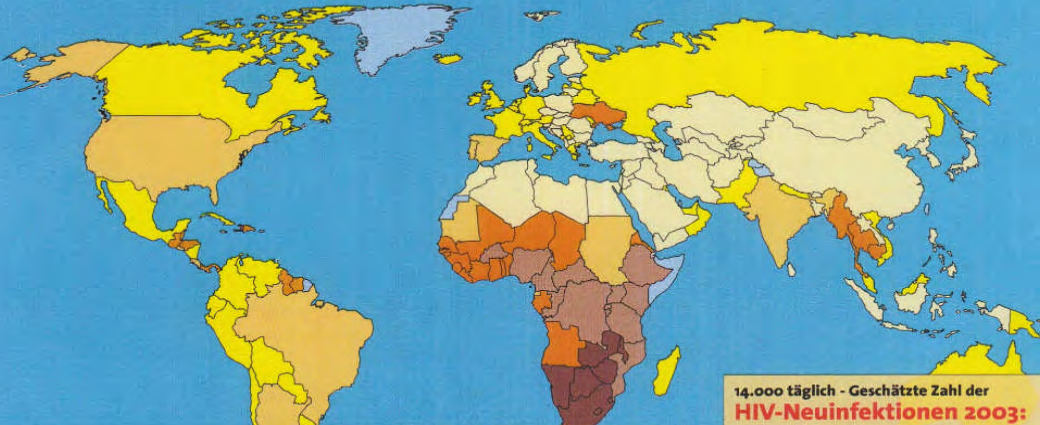 14.000 täglich - Geschätzte Zahl der
HIV-Neuinfektionen 2003: